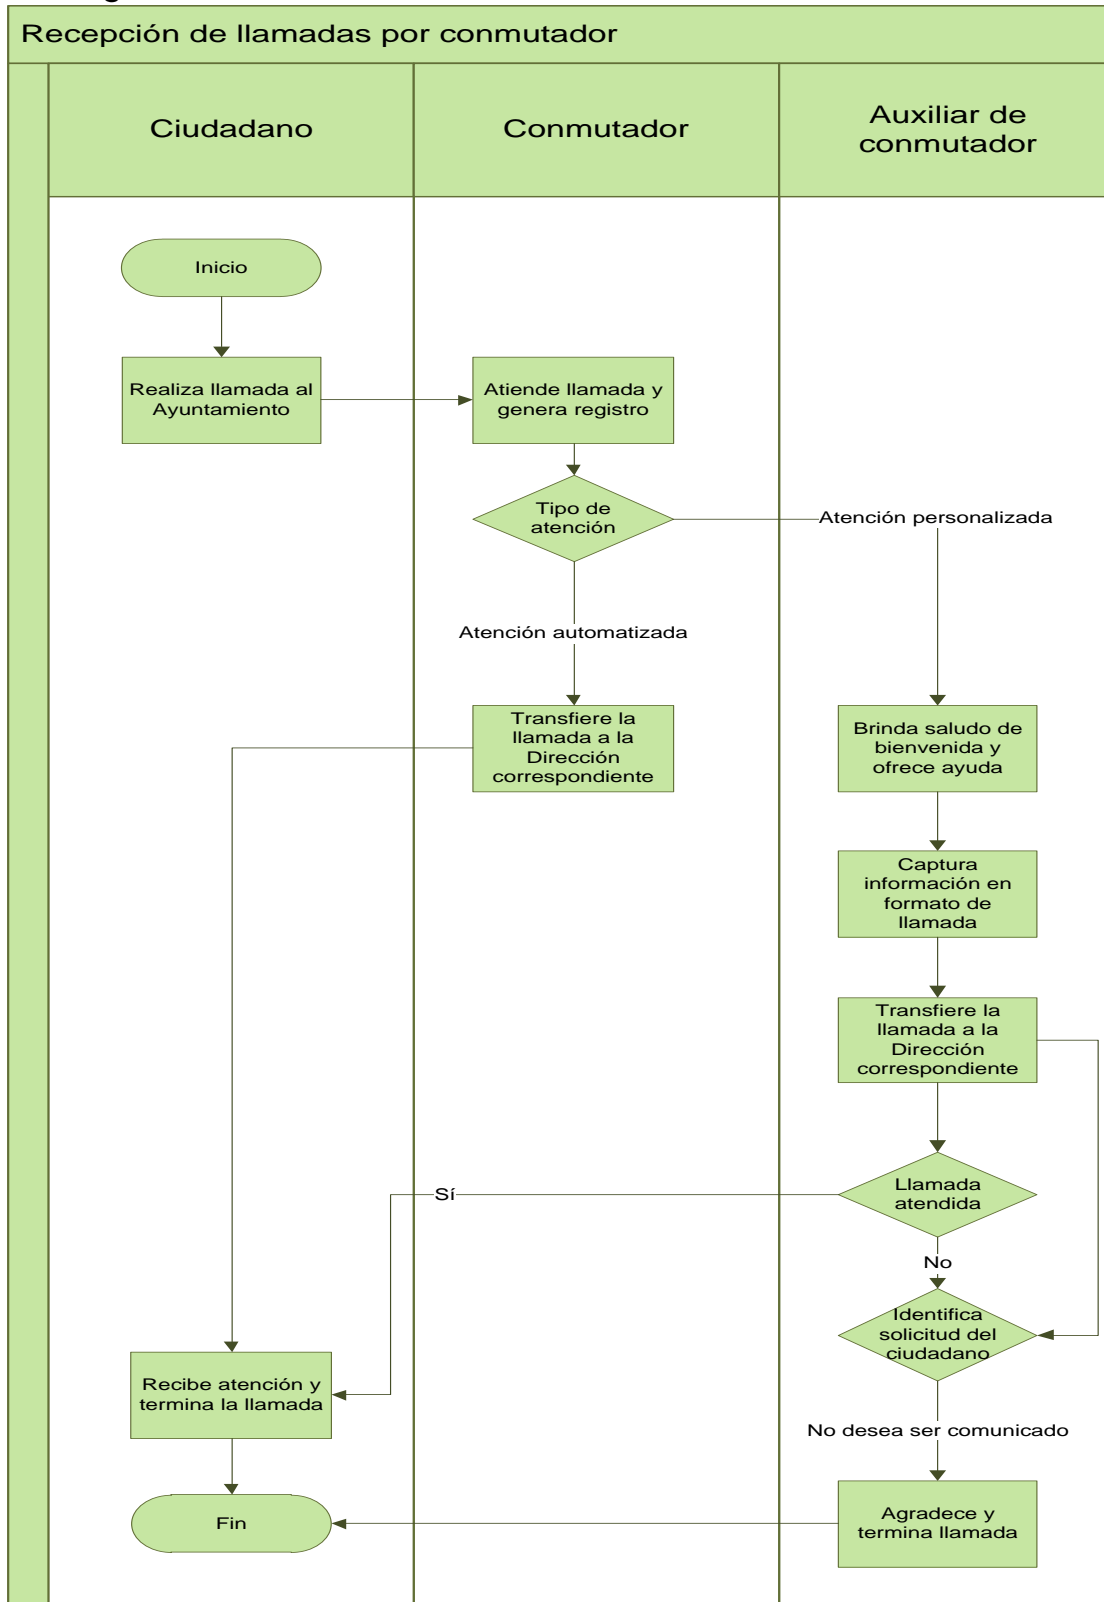 Recepción de llamadas por conmutador
Ciudadano
Conmutador
Auxiliar de
conmutador
Inicio
Realiza llamada al
Ayuntamiento
Atiende llamada y
genera registro
Tipo de
atención
Atención personalizada
Atención automatizada
Transfiere la
llamada a la
Dirección
correspondiente
Brinda saludo de
bienvenida y
ofrece ayuda
Captura
información en
formato de
llamada
Transfiere la
llamada a la
Dirección
correspondiente
Llamada
atendida
Sí
No
Identifica
solicitud del
ciudadano
Recibe atención y
termina la llamada
No desea ser comunicado
Agradece y
termina llamada
Fin